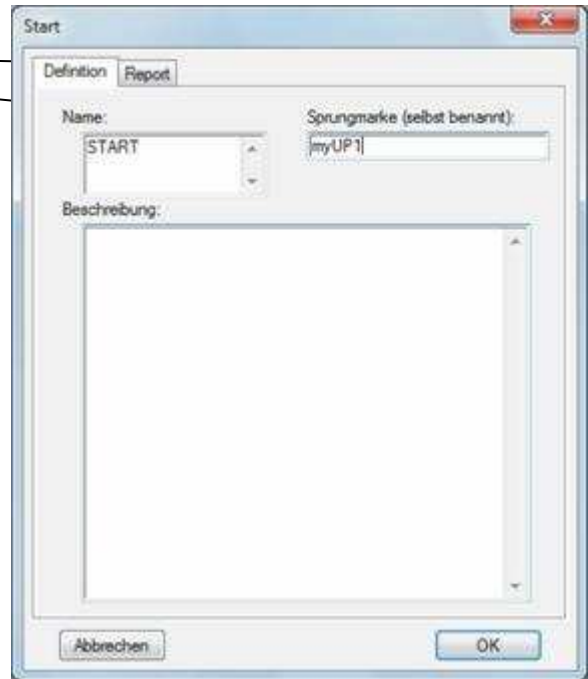 Start
Definition Report
Name: Sprungmarke (selbst benannt):
START myUP1
Beschreibung:
Abbrechen OK